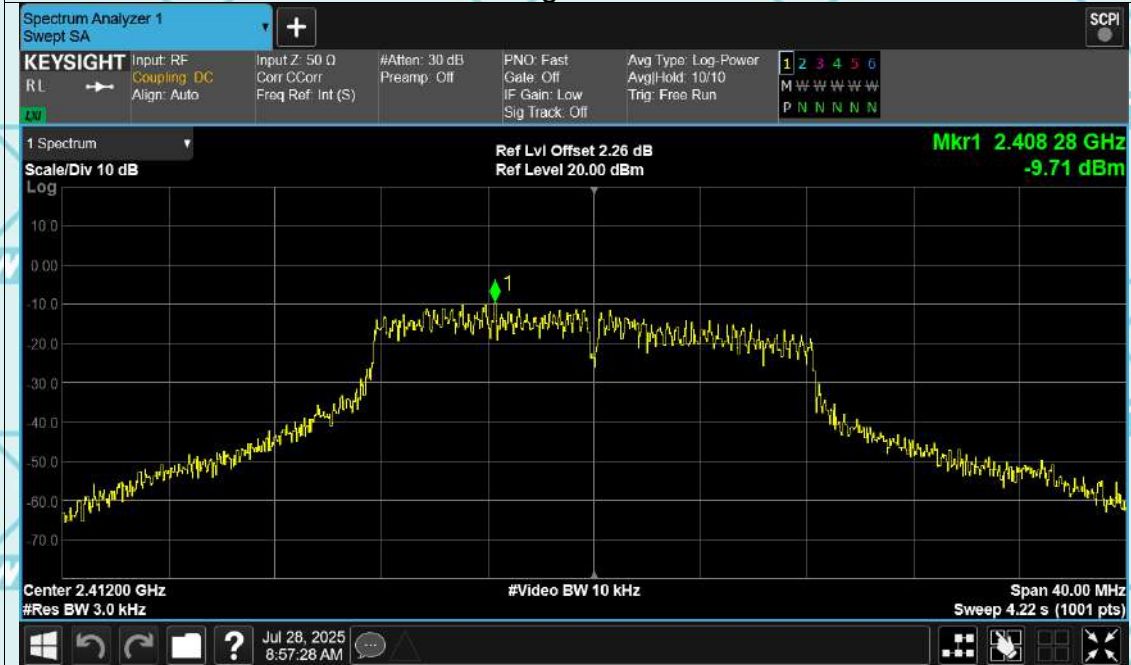 Spectrum Analyzer 1
Swept SA
+
SCPI
KEYSIGHT
RL
LXI
Input: RF
Coupling: DC
Align: Auto
Input Z: 50 Ω
Corr CCorr
Freq Ref: Int (S)
#Atten: 30 dB
Preamp: Off
PNO: Fast
Gate: Off
IF Gain: Low
Sig Track: Off
Avg Type: Log-Power
Avg|Hold: 10/10
Trig: Free Run
1 2 3 4 5 6
M W W W W W
P N N N N N
1 Spectrum
Scale/Div 10 dB
Log
Ref Lvl Offset 2.26 dB
Ref Level 20.00 dBm
Mkr1 2.408 28 GHz
-9.71 dBm
10.0
0.00
-10.0
-20.0
-30.0
-40.0
-50.0
-60.0
-70.0
1
Center 2.41200 GHz
#Res BW 3.0 kHz
#Video BW 10 kHz
Span 40.00 MHz
Sweep 4.22 s (1001 pts)
?
Jul 28, 2025
8:57:28 AM